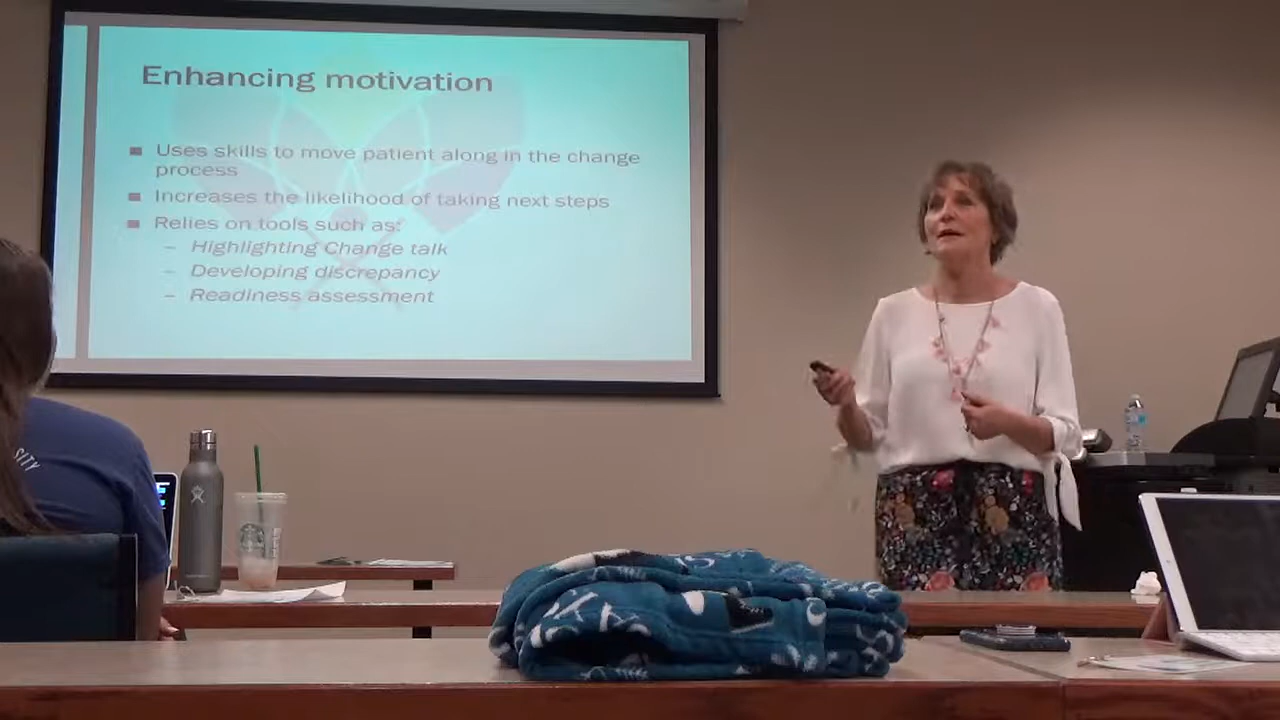 Enhancing motivation
■ Uses skills to move patient along in the change
process
■ Increases the likelihood of taking next steps
■ Relies on tools such as:
– Highlighting Change talk
– Developing discrepancy
– Readiness assessment
SITY